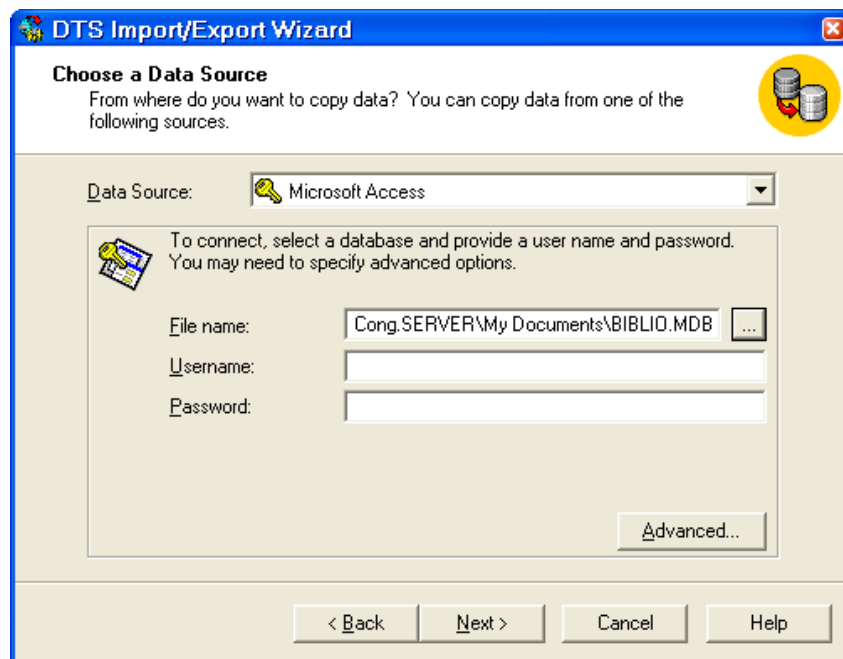 DTS Import/Export Wizard
Choose a Data Source
From where do you want to copy data? You can copy data from one of the
following sources.
Data Source:
Microsoft Access
To connect, select a database and provide a user name and password.
You may need to specify advanced options.
File name:
Cong.SERVER\My Documents\BIBLIO.MDB
...
Username:
Password:
Advanced...
< Back
Next >
Cancel
Help